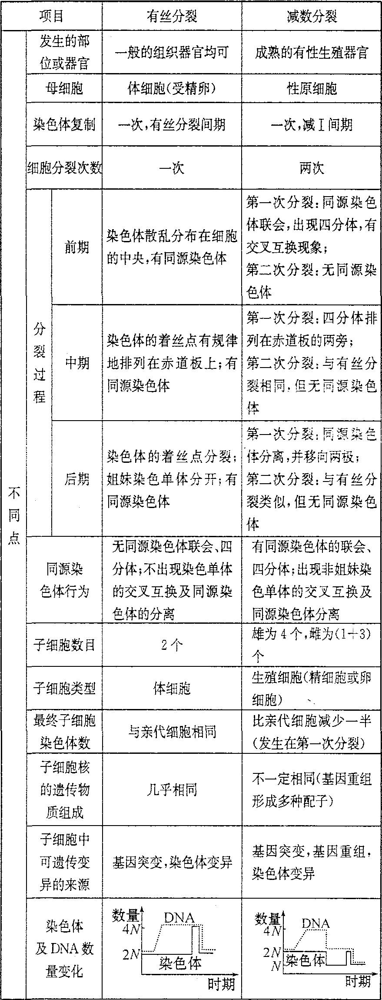 项目 有丝分裂 减数分裂
不同点
发生的部
位或器官
一般的组织器官均可
成熟的有性生殖器官
母细胞
体细胞(受精卵)
性原细胞
染色体复制
一次,有丝分裂间期
一次,减Ⅰ间期
细胞分裂次数
一次
两次
分裂过程
前期
染色体散乱分布在细胞
的中央,有同源染色体
第一次分裂:同源染色
体联会,出现四分体,有
交叉互换现象;
第二次分裂:无同源染
色体
中期
染色体的着丝点有规律
地排列在赤道板上;有
同源染色体
第一次分裂:四分体排
列在赤道板的两旁;
第二次分裂:与有丝分
裂相同,但无同源染色
体
后期
染色体的着丝点分裂;
姐妹染色单体分开;有
同源染色体
第一次分裂:同源染色
体分离,并移向两极;
第二次分裂:与有丝分
裂类似,但无同源染色
体
同源染
色体行为
无同源染色体联会、四
分体;不出现染色单体
的交叉互换及同源染
色体的分离
有同源染色体的联会、
四分体;出现非姐妹染
色单体的交叉互换及
同源染色体分离
子细胞数目
2个
雄为4个,雌为(1+3)
个
子细胞类型
体细胞
生殖细胞(精细胞或卵
细胞)
最终子细胞
染色体数
与亲代细胞相同
比亲代细胞减少一半
(发生在第一次分裂)
子细胞核
的遗传物
质组成
几乎相同
不一定相同(基因重组
形成多种配子)
子细胞中
可遗传变
异的来源
基因突变,染色体变异
基因突变,基因重组,
染色体变异
染色体
及DNA数
量变化
数量
DNA
4N
2N
染色体
时期
数量
DNA
4N
2N
染色体
N
时期